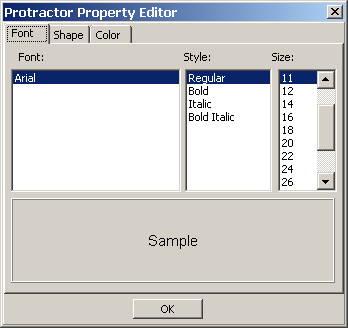 Protractor Property Editor
Font Shape Color
Font: Style: Size:
Arial Regular 11
Bold 12
Italic 14
Bold Italic 16
18
20
22
24
26
Sample
OK